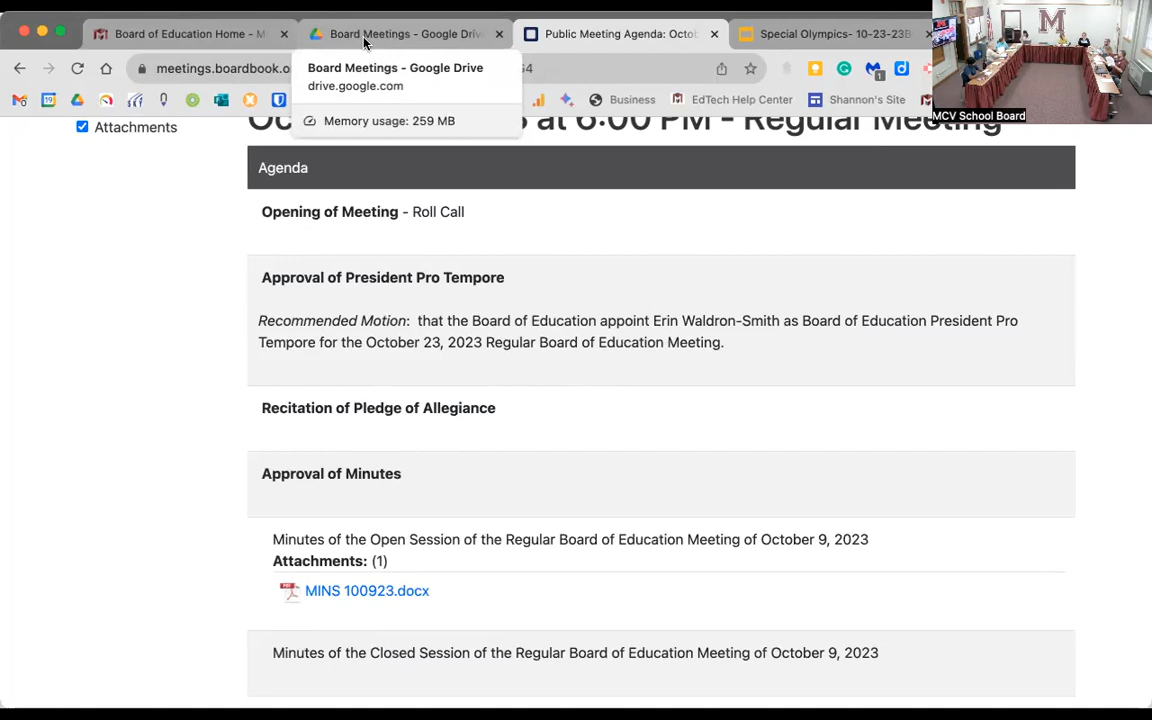 Board of Education Home - M
Board Meetings - Google Driv
Public Meeting Agenda: Octo
Special Olympics- 10-23-23B
meetings.boardbook.o
Board Meetings - Google Drive
drive.google.com
Memory usage: 259 MB
Business
EdTech Help Center
Shannon's Site
MCV School Board
Attachments
at 6:00 PM - Regular Meeting
Agenda
Opening of Meeting - Roll Call
Approval of President Pro Tempore
Recommended Motion: that the Board of Education appoint Erin Waldron-Smith as Board of Education President Pro
Tempore for the October 23, 2023 Regular Board of Education Meeting.
Recitation of Pledge of Allegiance
Approval of Minutes
Minutes of the Open Session of the Regular Board of Education Meeting of October 9, 2023
Attachments: (1)
MINS 100923.docx
Minutes of the Closed Session of the Regular Board of Education Meeting of October 9, 2023